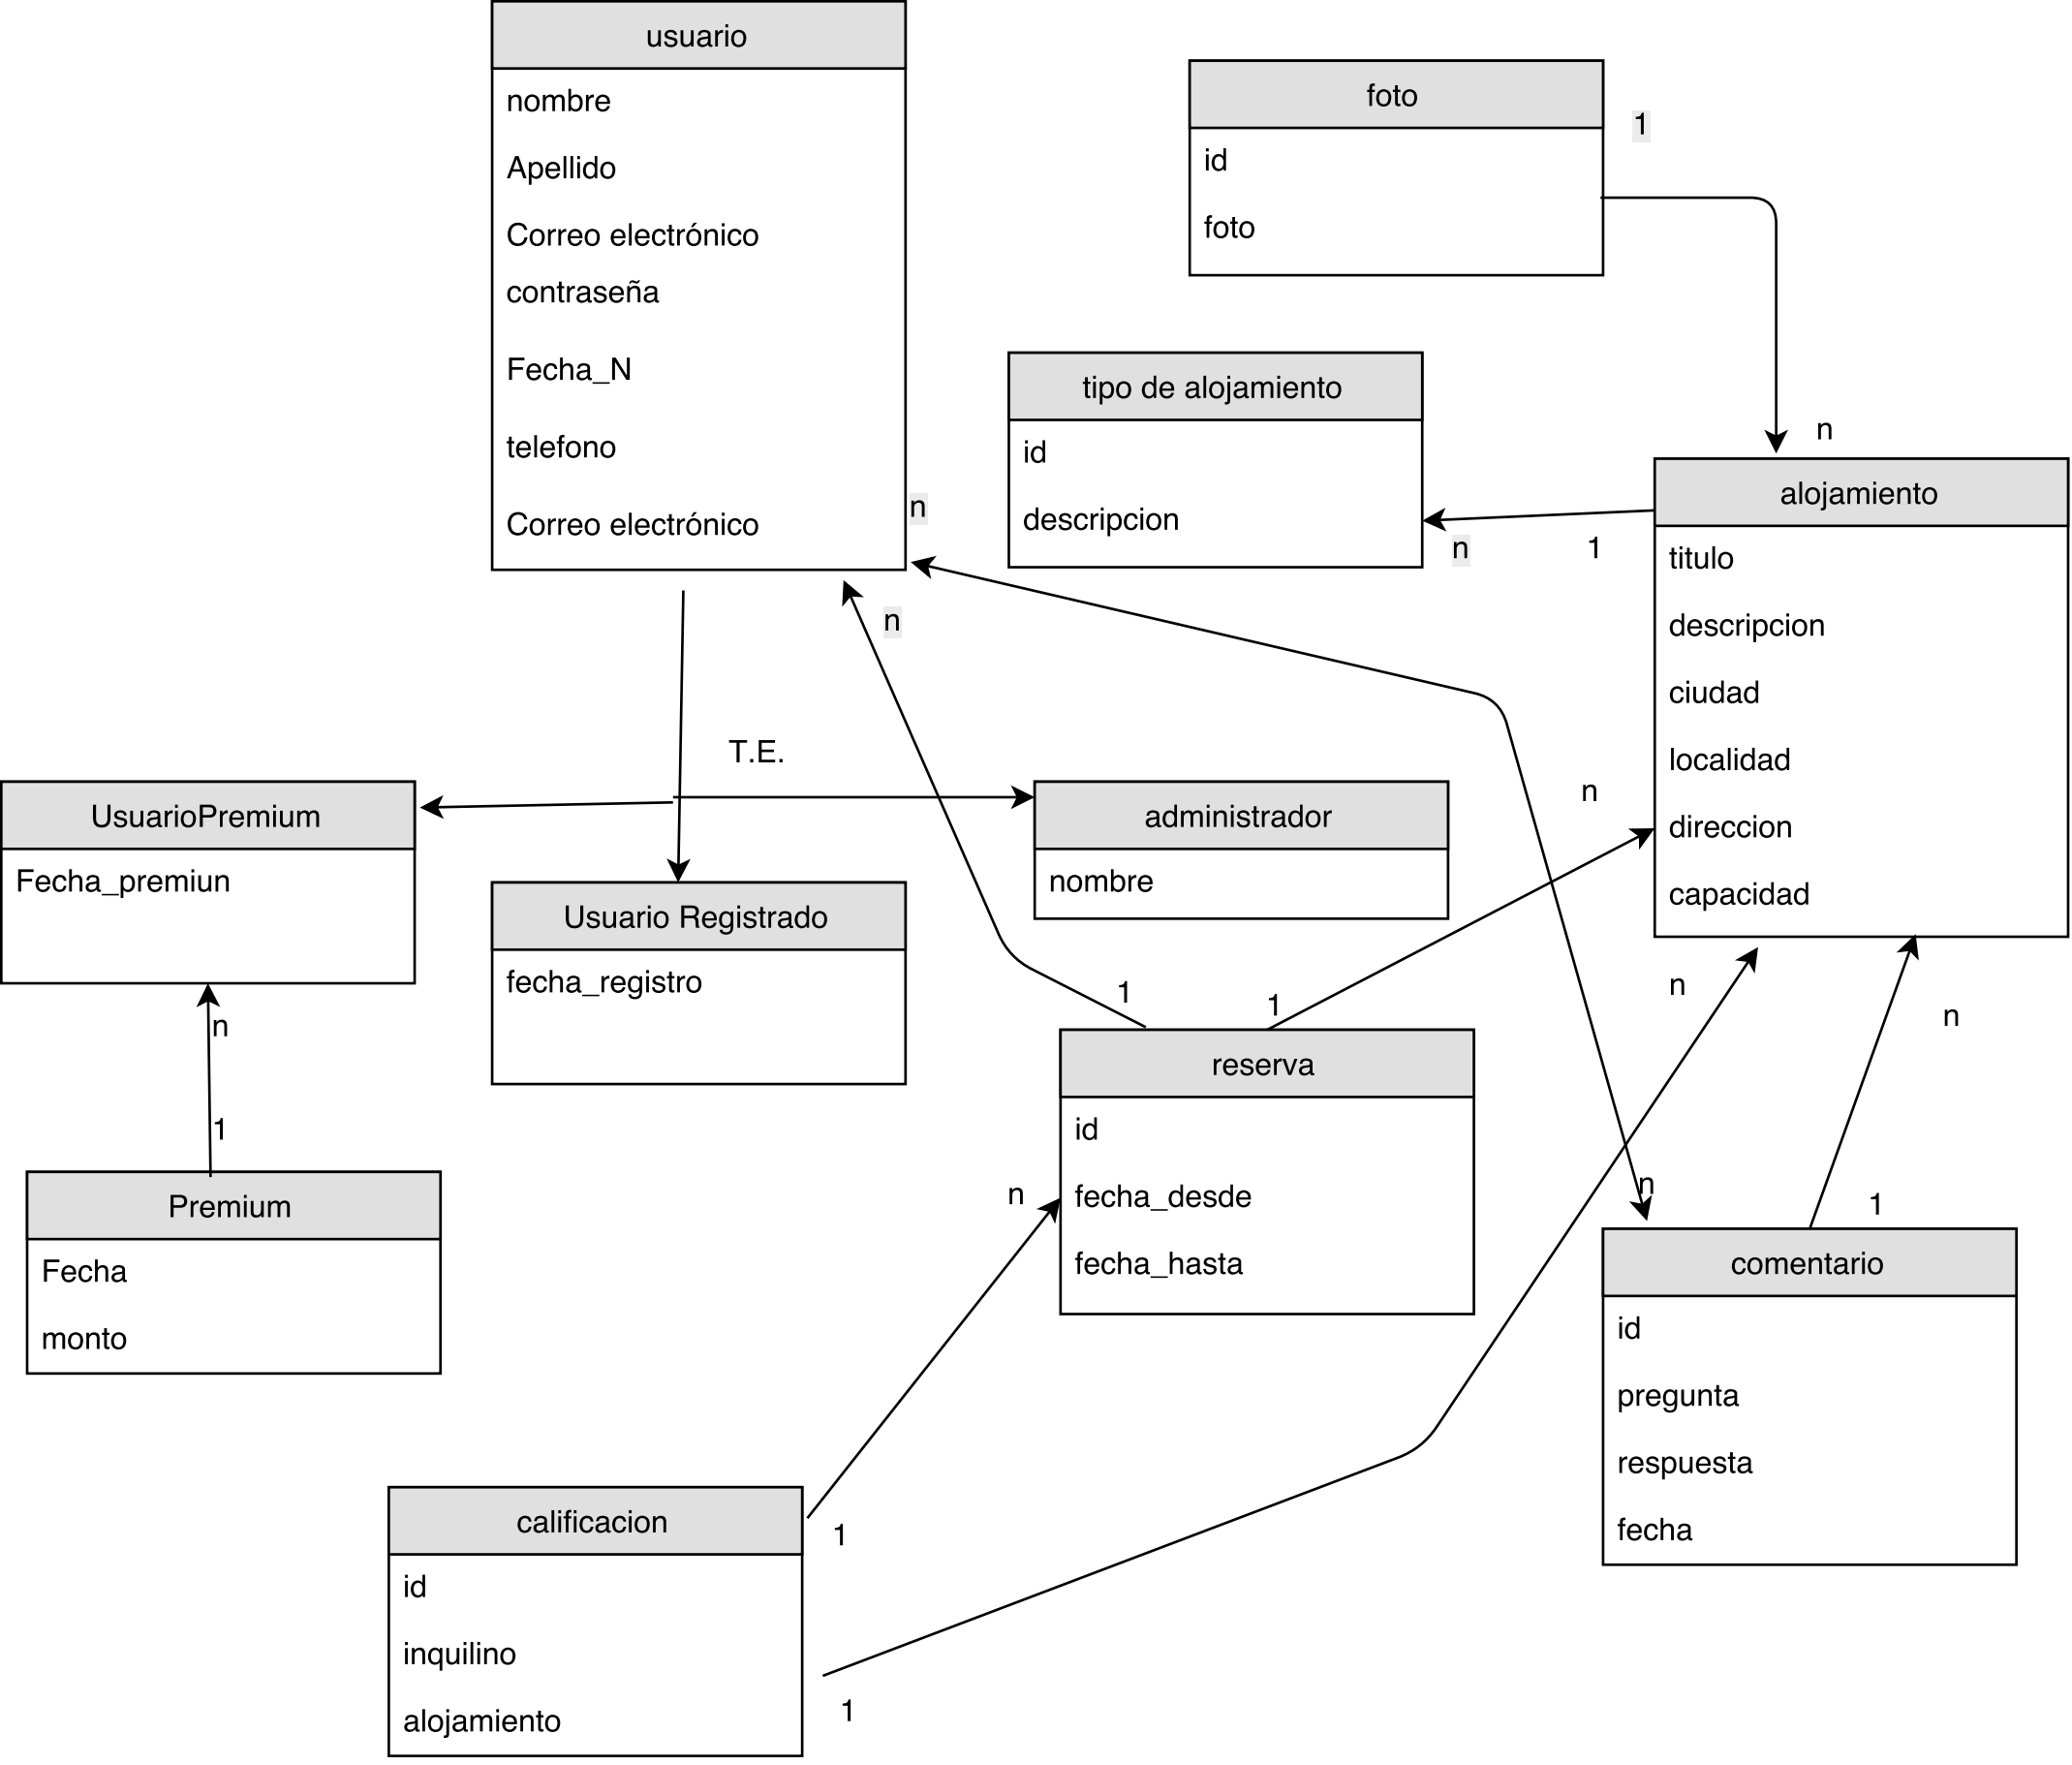 usuario
nombre
Apellido
Correo electrónico
contraseña
Fecha_N
telefono
Correo electrónico
foto
id
foto
1
n
tipo de alojamiento
id
descripcion
n
1
alojamiento
titulo
descripcion
ciudad
localidad
direccion
capacidad
n
n
T.E.
n
UsuarioPremium
Fecha_premiun
administrador
nombre
Usuario Registrado
fecha_registro
n
1
1
1
n
n
reserva
id
fecha_desde
fecha_hasta
n
n
1
Premium
Fecha
monto
comentario
id
pregunta
respuesta
fecha
calificacion
id
inquilino
alojamiento
1
1